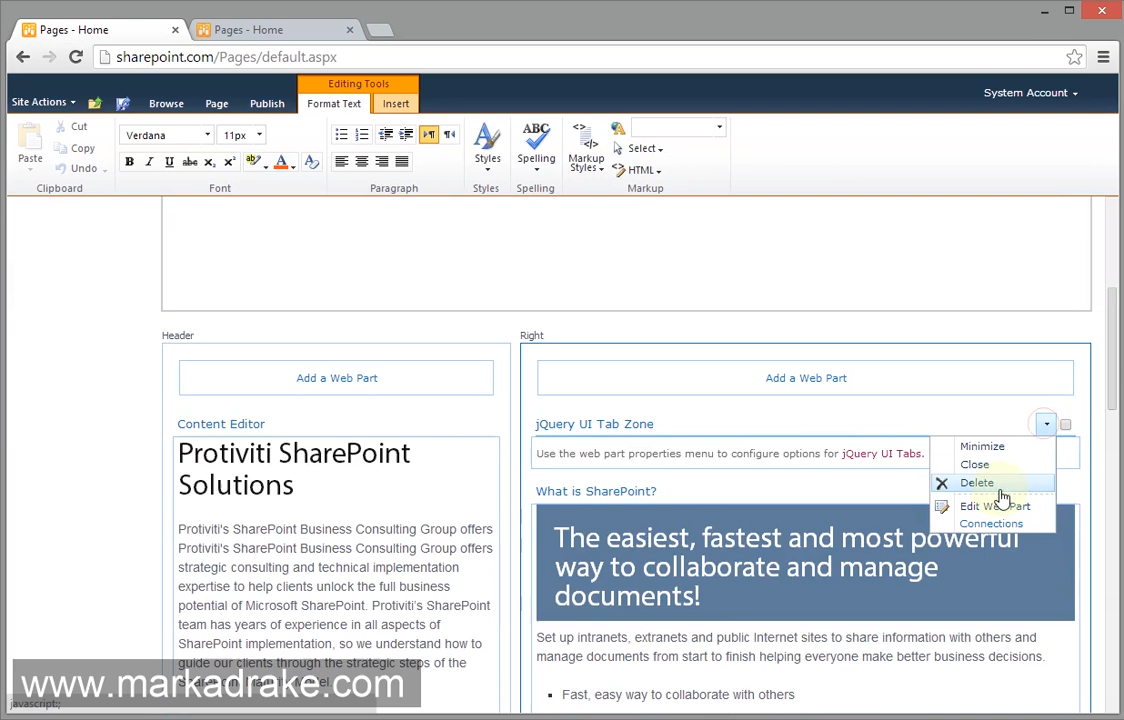 Pages - Home
Pages - Home
sharepoint.com/Pages/default.aspx
Editing Tools
Site Actions
Browse
Page
Publish
Format Text
Insert
System Account
Paste
Cut
Copy
Undo
Clipboard
Verdana
11px
B I U abc x₂ x²
Font
Paragraph
Styles
Styles
ABC
Spelling
Spelling
Markup
Styles
Select
HTML
Markup
Header
Right
Add a Web Part
Add a Web Part
Content Editor
Protiviti SharePoint
Solutions
Protiviti's SharePoint Business Consulting Group offers
Protiviti's SharePoint Business Consulting Group offers
strategic consulting and technical implementation
expertise to help clients unlock the full business
potential of Microsoft SharePoint. Protiviti's SharePoint
team has years of experience in all aspects of
SharePoint implementation, so we understand how to
guide our clients through the strategic steps of the
jQuery UI Tab Zone
Minimize
Close
Delete
Edit Web Part
Connections
Use the web part properties menu to configure options for jQuery UI Tabs.
What is SharePoint?
The easiest, fastest and most powerful
way to collaborate and manage
documents!
Set up intranets, extranets and public Internet sites to share information with others and
manage documents from start to finish helping everyone make better business decisions.
Fast, easy way to collaborate with others
www.markadrake.com
javascript:;